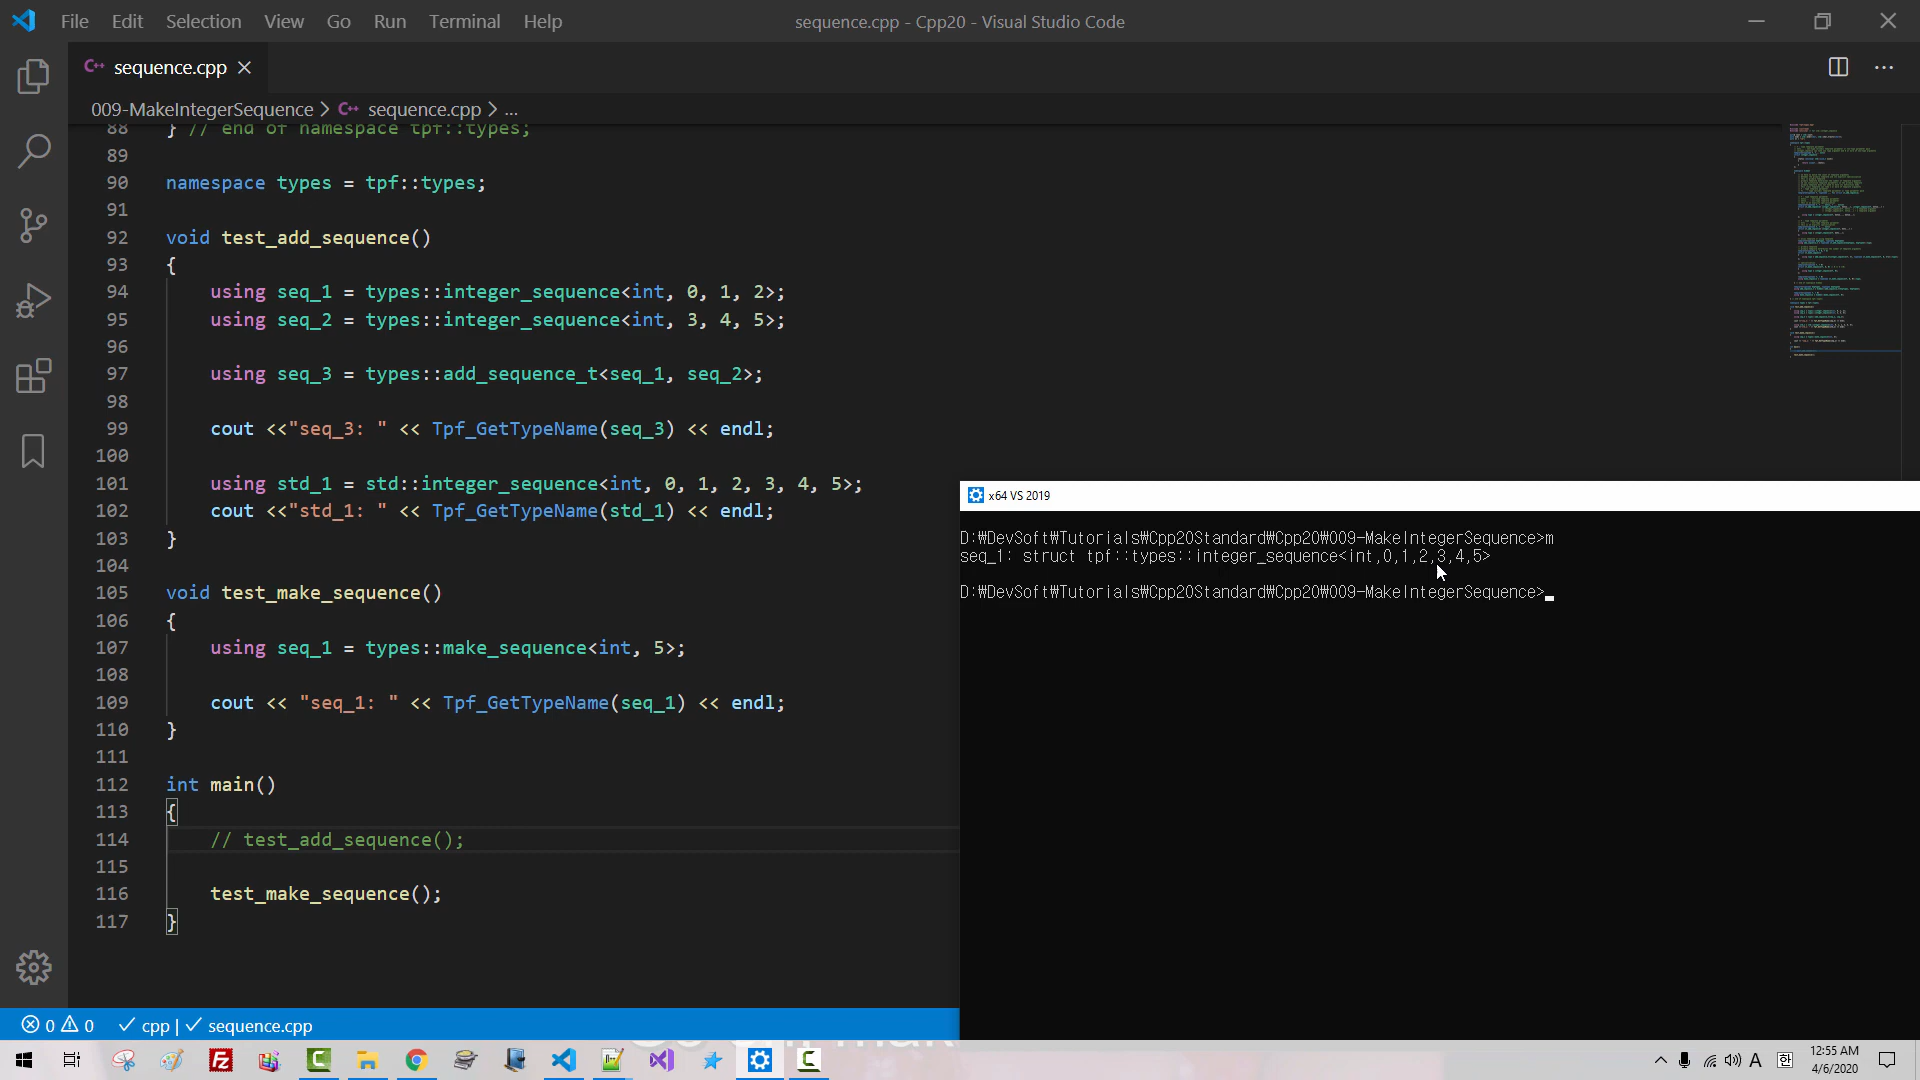 File Edit Selection View Go Run Terminal Help
sequence.cpp - Cpp20 - Visual Studio Code
C++ sequence.cpp
009-MakeIntegerSequence > C++ sequence.cpp > ...
88 } // end of namespace tpf::types;
89
90 namespace types = tpf::types;
91
92 void test_add_sequence()
93 {
94 using seq_1 = types::integer_sequence<int, 0, 1, 2>;
95 using seq_2 = types::integer_sequence<int, 3, 4, 5>;
96
97 using seq_3 = types::add_sequence_t<seq_1, seq_2>;
98
99 cout <<"seq_3: " << Tpf_GetTypeName(seq_3) << endl;
100
101 using std_1 = std::integer_sequence<int, 0, 1, 2, 3, 4, 5>;
102 cout <<"std_1: " << Tpf_GetTypeName(std_1) << endl;
103 }
104
105 void test_make_sequence()
106 {
107 using seq_1 = types::make_sequence<int, 5>;
108
109 cout << "seq_1: " << Tpf_GetTypeName(seq_1) << endl;
110 }
111
112 int main()
113 {
114 // test_add_sequence();
115
116 test_make_sequence();
117 }
x64 VS 2019
D:₩DevSoft₩Tutorials₩Cpp20Standard₩Cpp20₩009-MakeIntegerSequence>m
seq_1: struct tpf::types::integer_sequence<int,0,1,2,3,4,5>
D:₩DevSoft₩Tutorials₩Cpp20Standard₩Cpp20₩009-MakeIntegerSequence>
0 0 cpp | sequence.cpp
A 한 12:55 AM
4/6/2020